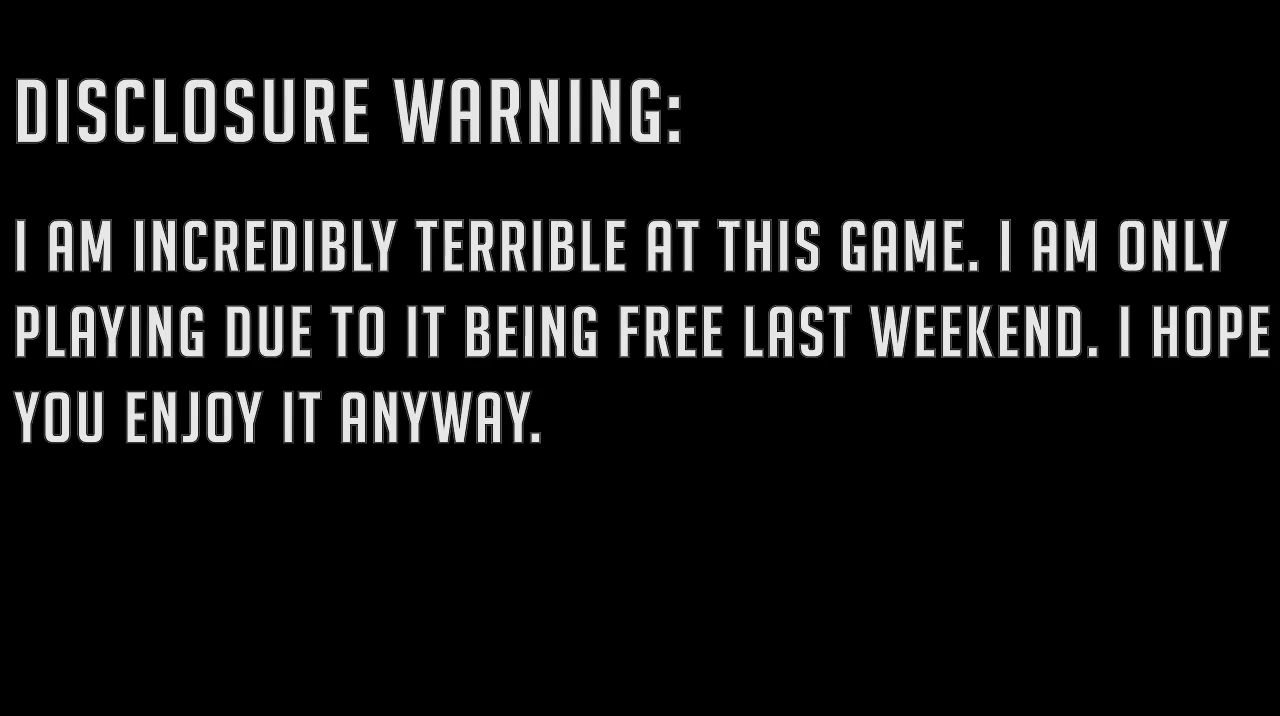 DISCLOSURE WARNING:
I AM INCREDIBLY TERRIBLE AT THIS GAME. I AM ONLY
PLAYING DUE TO IT BEING FREE LAST WEEKEND. I HOPE
YOU ENJOY IT ANYWAY.